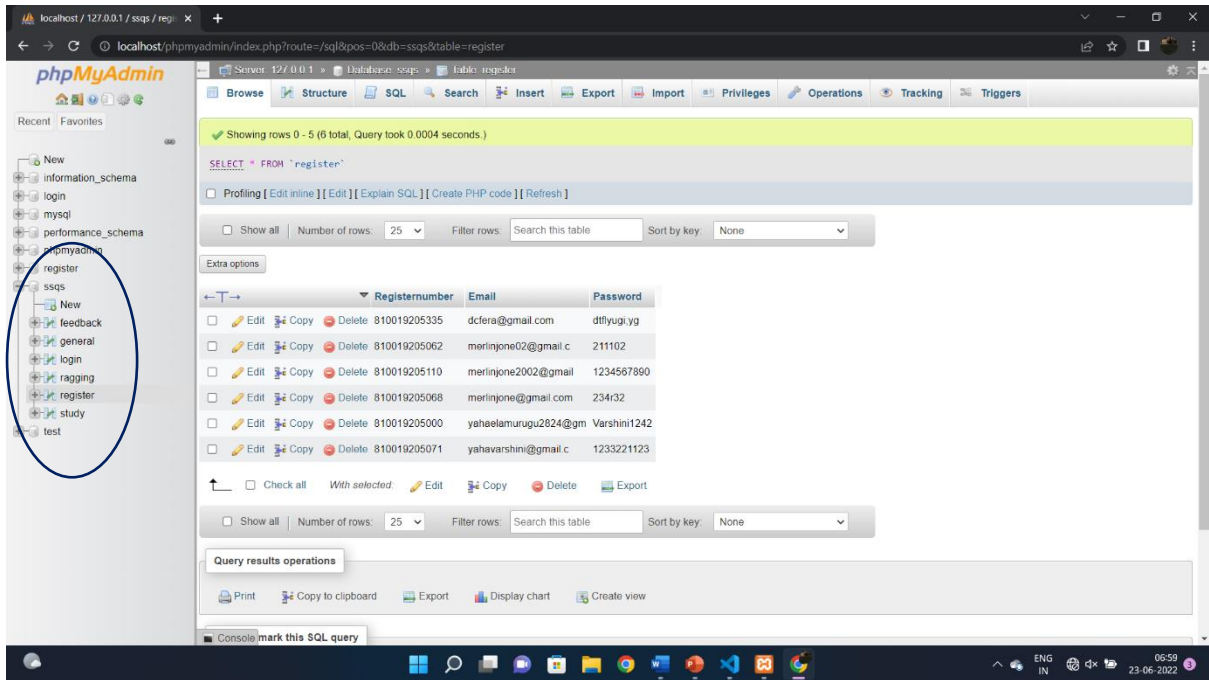 localhost / 127.0.0.1 / ssqs / regi
localhost/phpmyadmin/index.php?route=/sql&pos=0&db=ssqs&table=register
phpMyAdmin
Recent Favorites
New
information_schema
login
mysql
performance_schema
phpmyadmin
register
ssqs
New
feedback
general
login
ragging
register
study
test
Server: 127.0.0.1 » Database: ssqs » Table: register
Browse Structure SQL Search Insert Export Import Privileges Operations Tracking Triggers
Showing rows 0 - 5 (6 total, Query took 0.0004 seconds.)
SELECT * FROM `register`
Profiling [ Edit inline ] [ Edit ] [ Explain SQL ] [ Create PHP code ] [ Refresh ]
Show all Number of rows: 25 Filter rows: Search this table Sort by key: None
Extra options
←T→ Registernumber Email Password
Edit Copy Delete 810019205335 dcfera@gmail.com dtflyugi;yg
Edit Copy Delete 810019205062 merlinjone02@gmail.c 211102
Edit Copy Delete 810019205110 merlinjone2002@gmail 1234567890
Edit Copy Delete 810019205068 merlinjone@gmail.com 234r32
Edit Copy Delete 810019205000 yahaelamurugu2824@gm Varshini1242
Edit Copy Delete 810019205071 yahavarshini@gmail.c 1233221123
Check all With selected: Edit Copy Delete Export
Show all Number of rows: 25 Filter rows: Search this table Sort by key: None
Query results operations
Print Copy to clipboard Export Display chart Create view
Console mark this SQL query
ENG
IN
06:59
23-06-2022
3